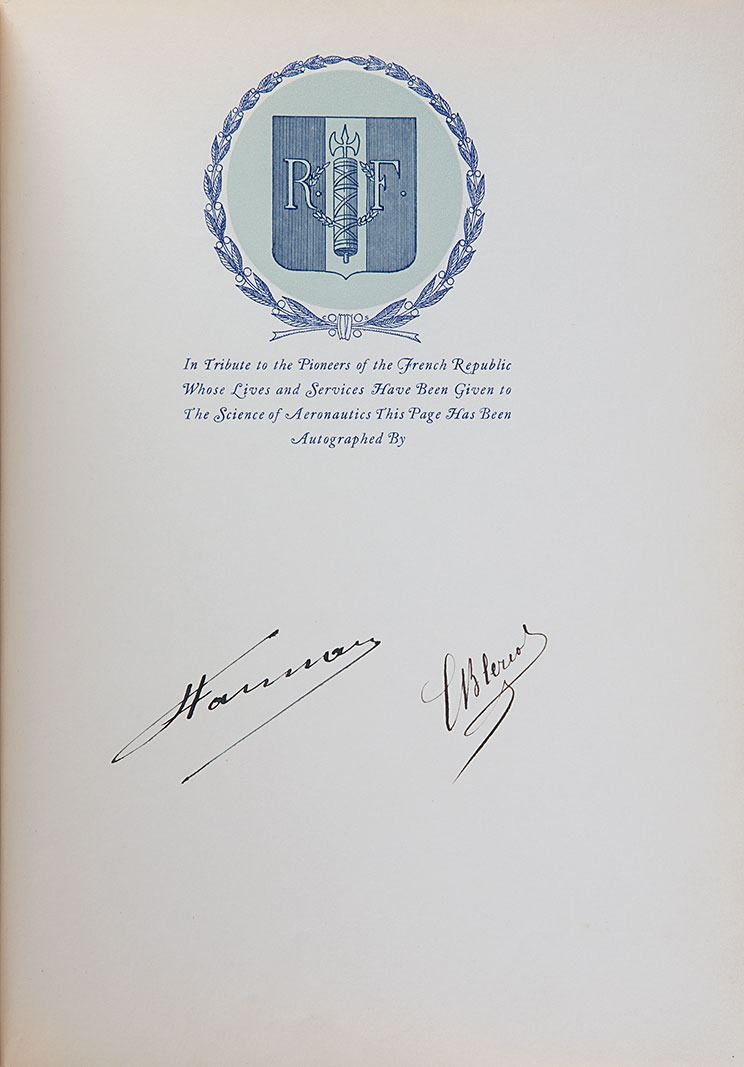 R. F.
In Tribute to the Pioneers of the French Republic
Whose Lives and Services Have Been Given to
The Science of Aeronautics This Page Has Been
Autographed By
LBleriot